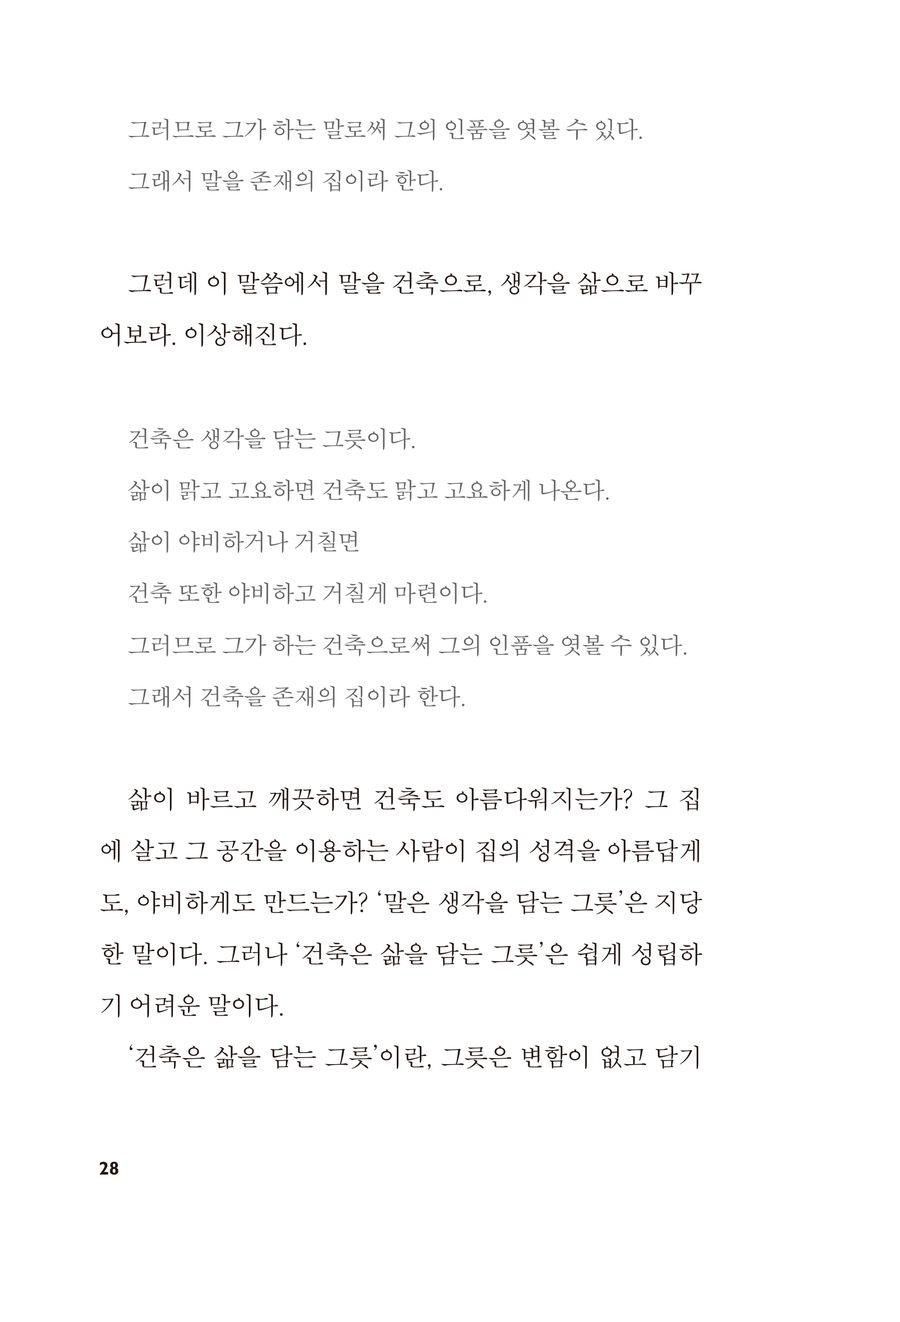 그러므로 그가 하는 말로써 그의 인품을 엿볼 수 있다.
그래서 말을 존재의 집이라 한다.
그런데 이 말씀에서 말을 건축으로, 생각을 삶으로 바꾸
어보라. 이상해진다.
건축은 생각을 담는 그릇이다.
삶이 맑고 고요하면 건축도 맑고 고요하게 나온다.
삶이 야비하거나 거칠면
건축 또한 야비하고 거칠게 마련이다.
그러므로 그가 하는 건축으로써 그의 인품을 엿볼 수 있다.
그래서 건축을 존재의 집이라 한다.
삶이 바르고 깨끗하면 건축도 아름다워지는가? 그 집
에 살고 그 공간을 이용하는 사람이 집의 성격을 아름답게
도, 야비하게도 만드는가? ‘말은 생각을 담는 그릇’은 지당
한 말이다. 그러나 ‘건축은 삶을 담는 그릇’은 쉽게 성립하
기 어려운 말이다.
‘건축은 삶을 담는 그릇’이란, 그릇은 변함이 없고 담기
28